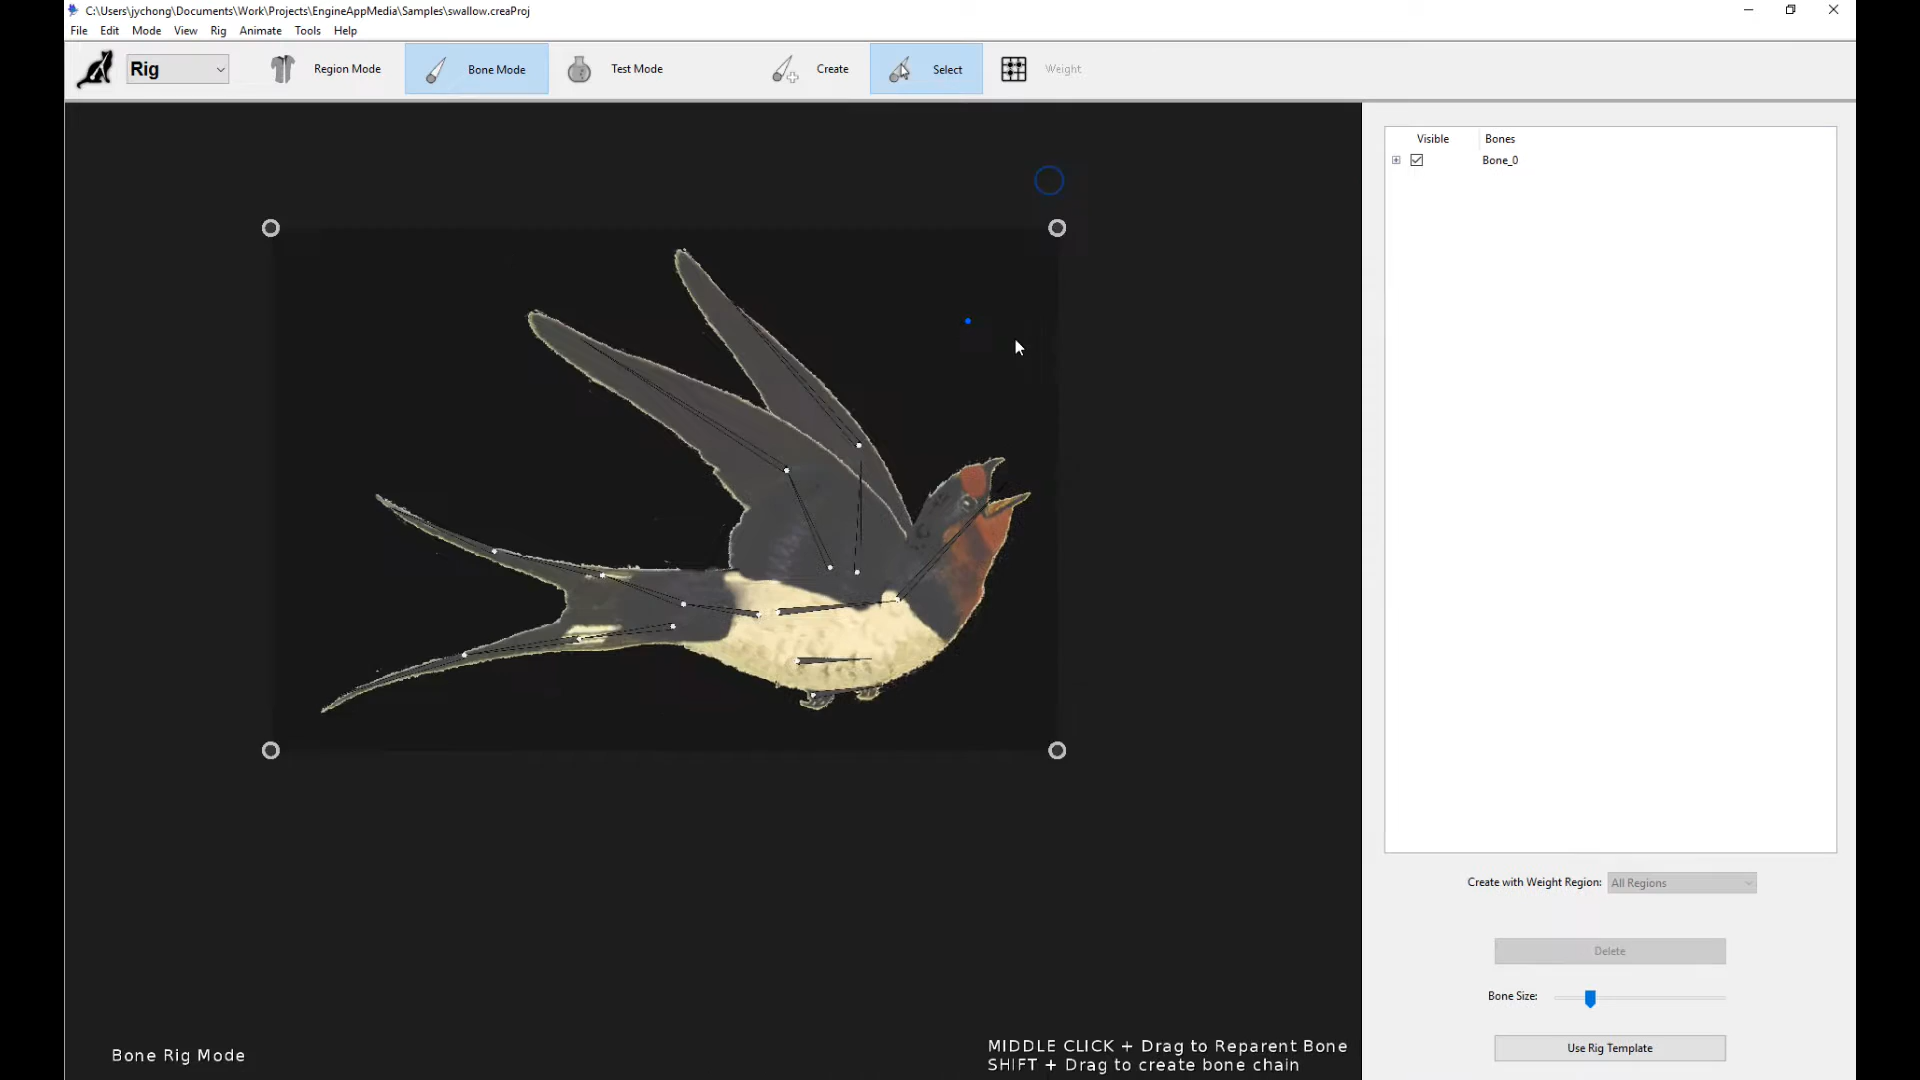 C:\Users\jychong\Documents\Work\Projects\EngineAppMedia\Samples\swallow.creaProj
File Edit Mode View Rig Animate Tools Help
Rig Region Mode Bone Mode Test Mode Create Select Weight
Visible Bones
Bone_0
Create with Weight Region: All Regions
Delete
Bone Size:
Use Rig Template
Bone Rig Mode
MIDDLE CLICK + Drag to Reparent Bone
SHIFT + Drag to create bone chain